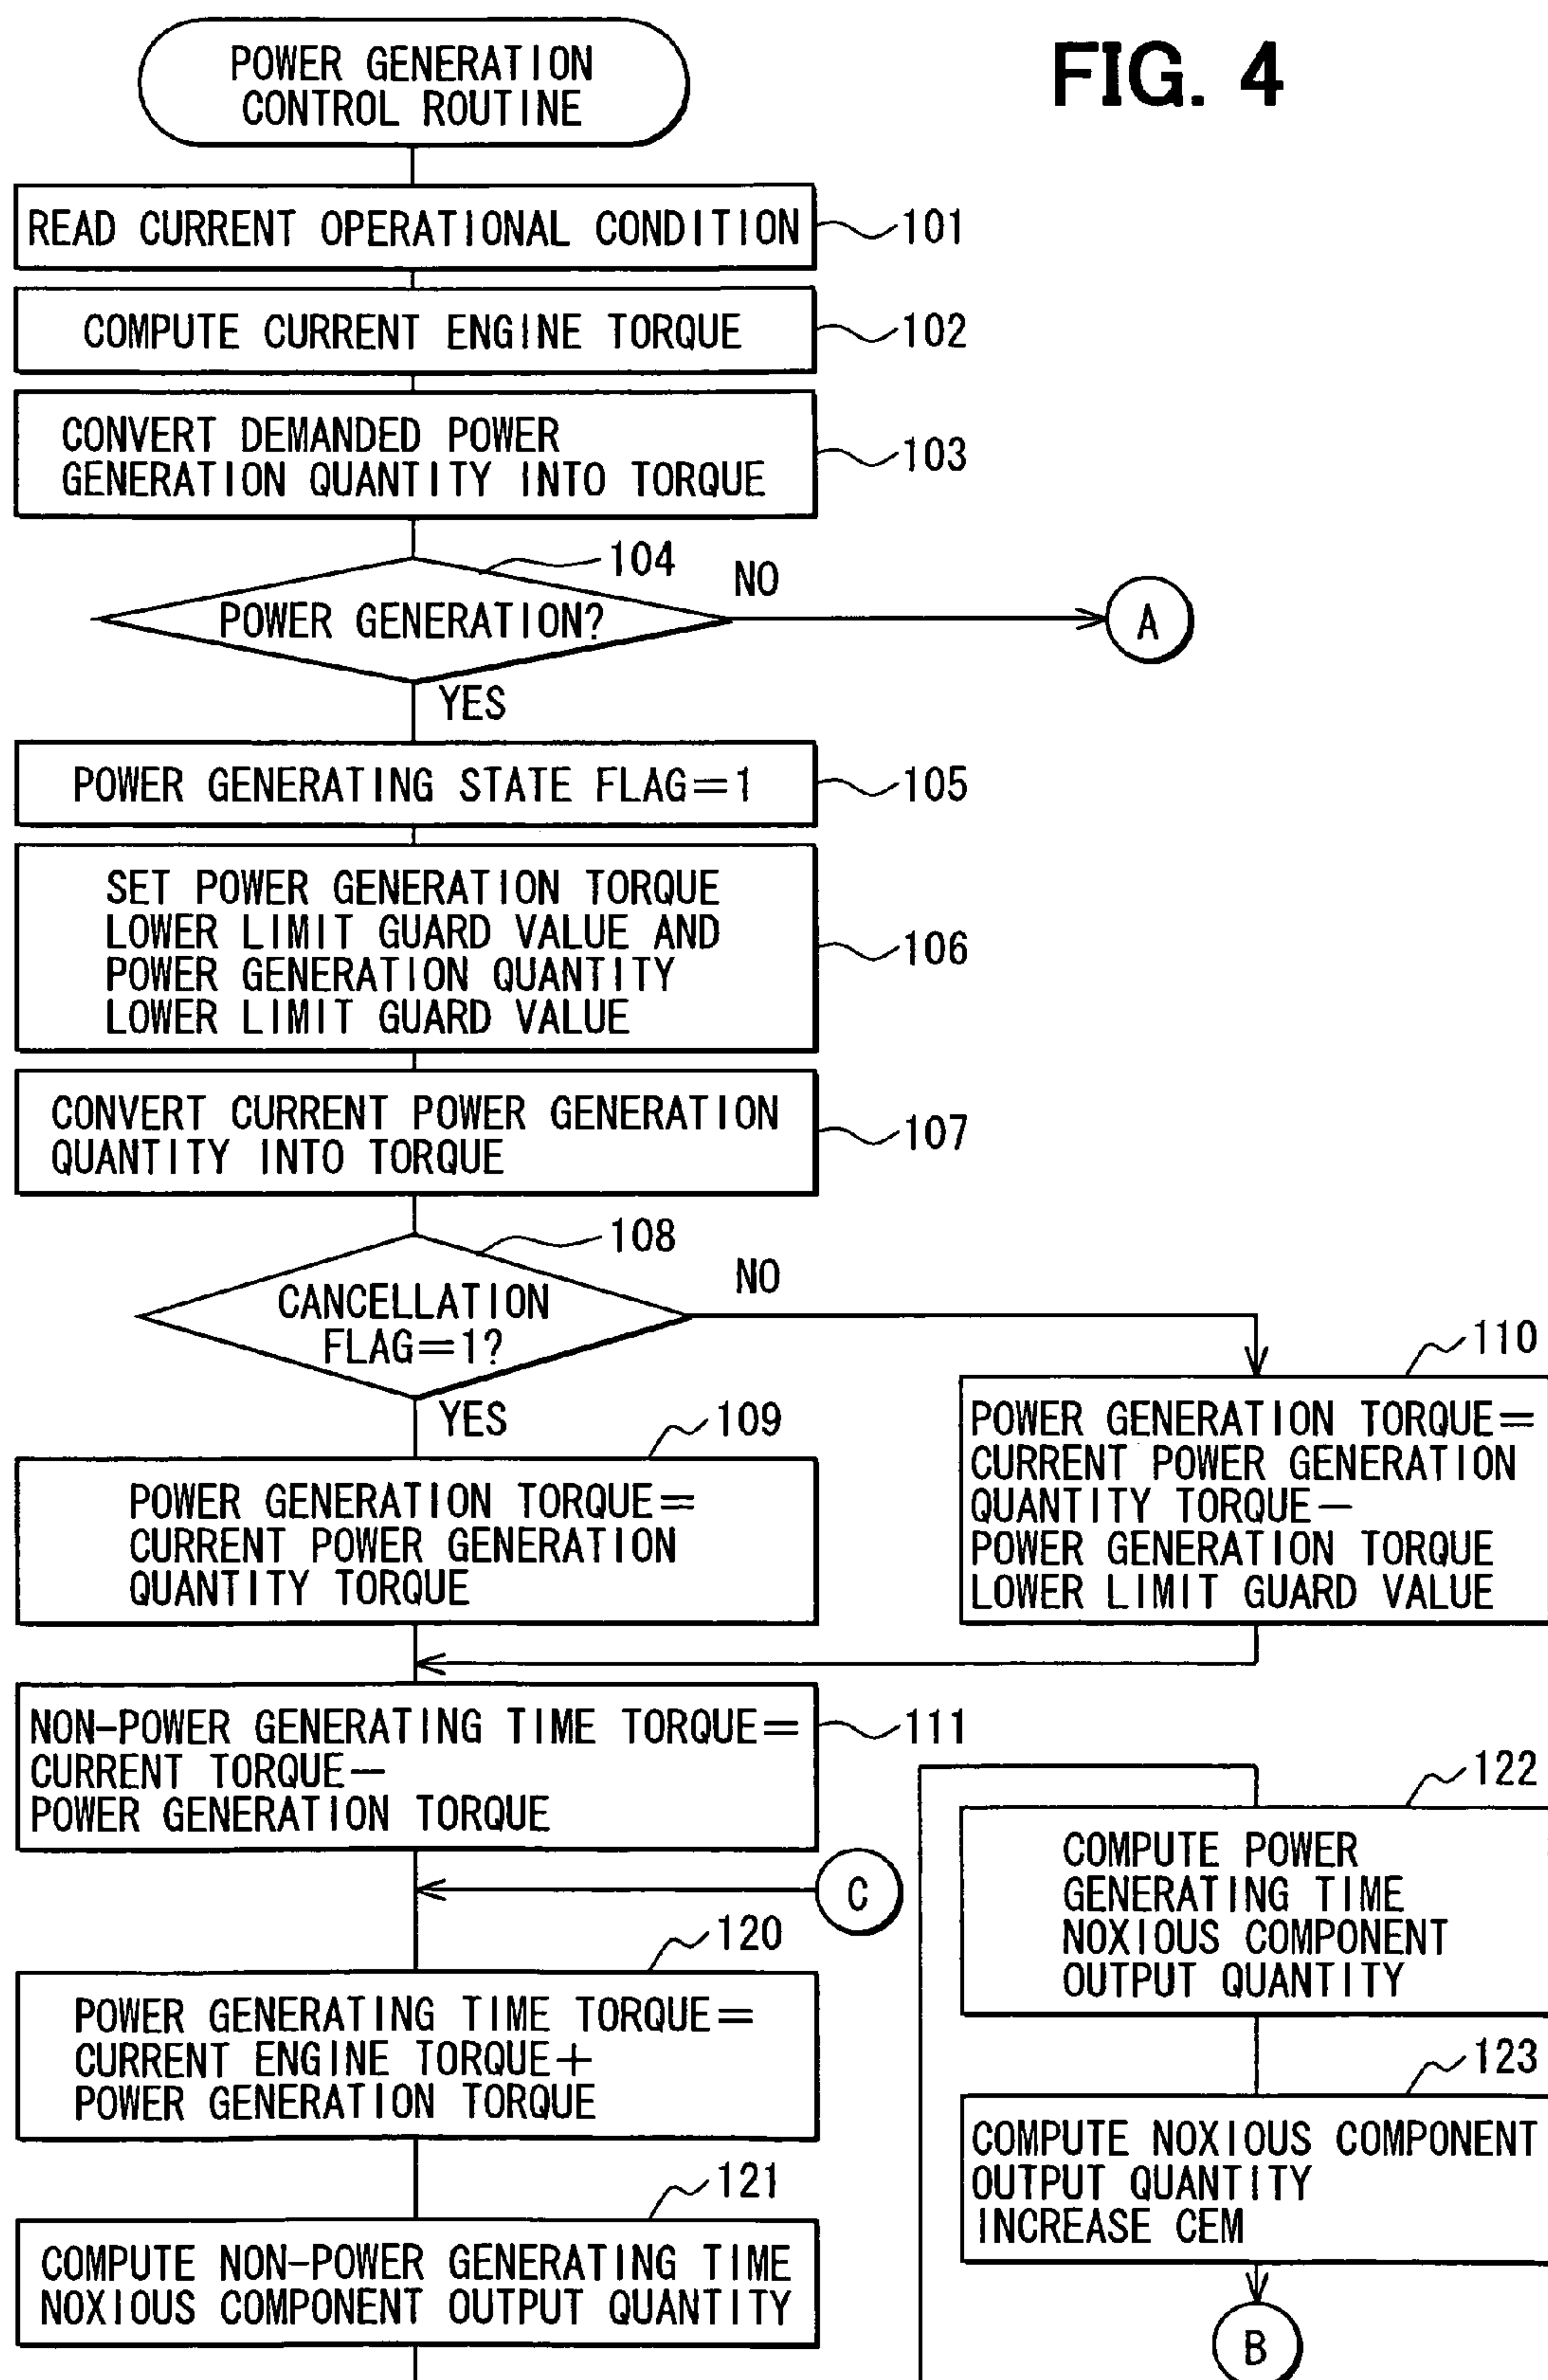 FIG. 4
POWER GENERATION
CONTROL ROUTINE
READ CURRENT OPERATIONAL CONDITION
101
COMPUTE CURRENT ENGINE TORQUE
102
CONVERT DEMANDED POWER
GENERATION QUANTITY INTO TORQUE
103
104
POWER GENERATION?
NO
A
YES
POWER GENERATING STATE FLAG=1
105
SET POWER GENERATION TORQUE
LOWER LIMIT GUARD VALUE AND
POWER GENERATION QUANTITY
LOWER LIMIT GUARD VALUE
106
CONVERT CURRENT POWER GENERATION
QUANTITY INTO TORQUE
107
108
CANCELLATION
FLAG=1?
NO
YES
109
POWER GENERATION TORQUE=
CURRENT POWER GENERATION
QUANTITY TORQUE
110
POWER GENERATION TORQUE=
CURRENT POWER GENERATION
QUANTITY TORQUE-
POWER GENERATION TORQUE
LOWER LIMIT GUARD VALUE
NON-POWER GENERATING TIME TORQUE=
CURRENT TORQUE-
POWER GENERATION TORQUE
111
C
120
POWER GENERATING TIME TORQUE=
CURRENT ENGINE TORQUE+
POWER GENERATION TORQUE
121
COMPUTE NON-POWER GENERATING TIME
NOXIOUS COMPONENT OUTPUT QUANTITY
122
COMPUTE POWER
GENERATING TIME
NOXIOUS COMPONENT
OUTPUT QUANTITY
123
COMPUTE NOXIOUS COMPONENT
OUTPUT QUANTITY
INCREASE CEM
B